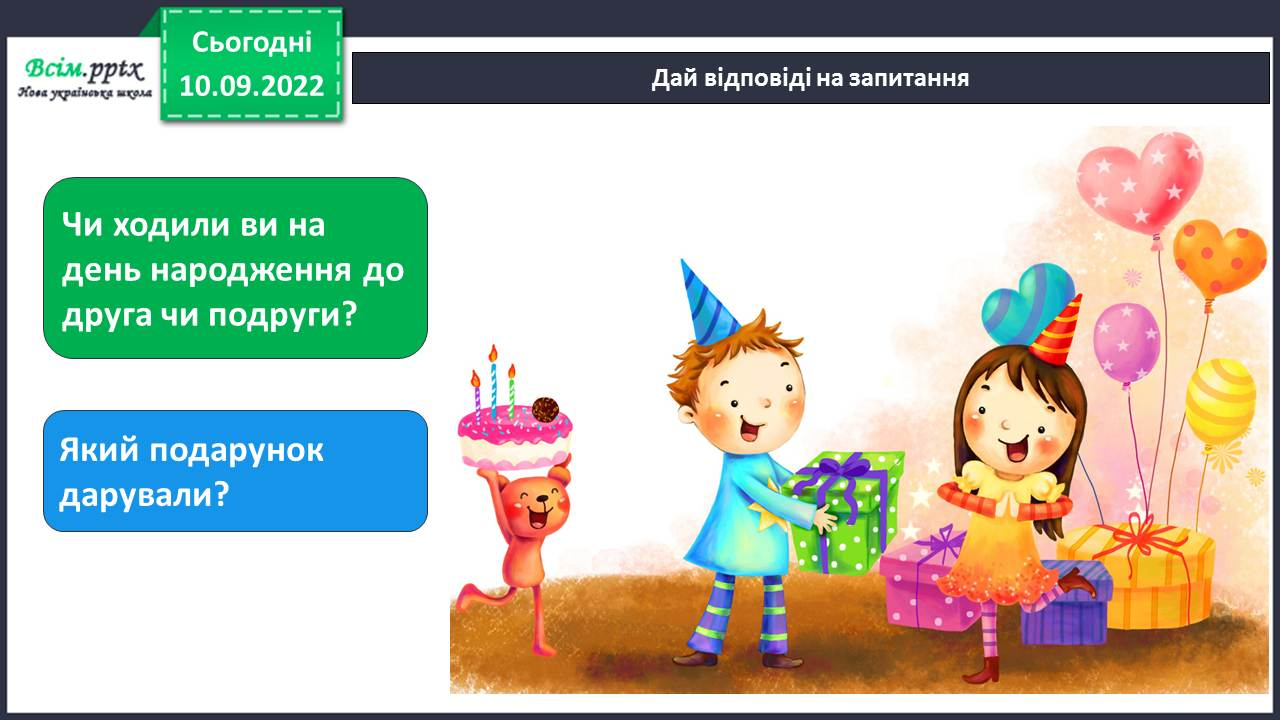 Всім.pptx
Нова українська школа
Сьогодні
10.09.2022
Дай відповіді на запитання
Чи ходили ви на
день народження до
друга чи подруги?
Який подарунок
дарували?